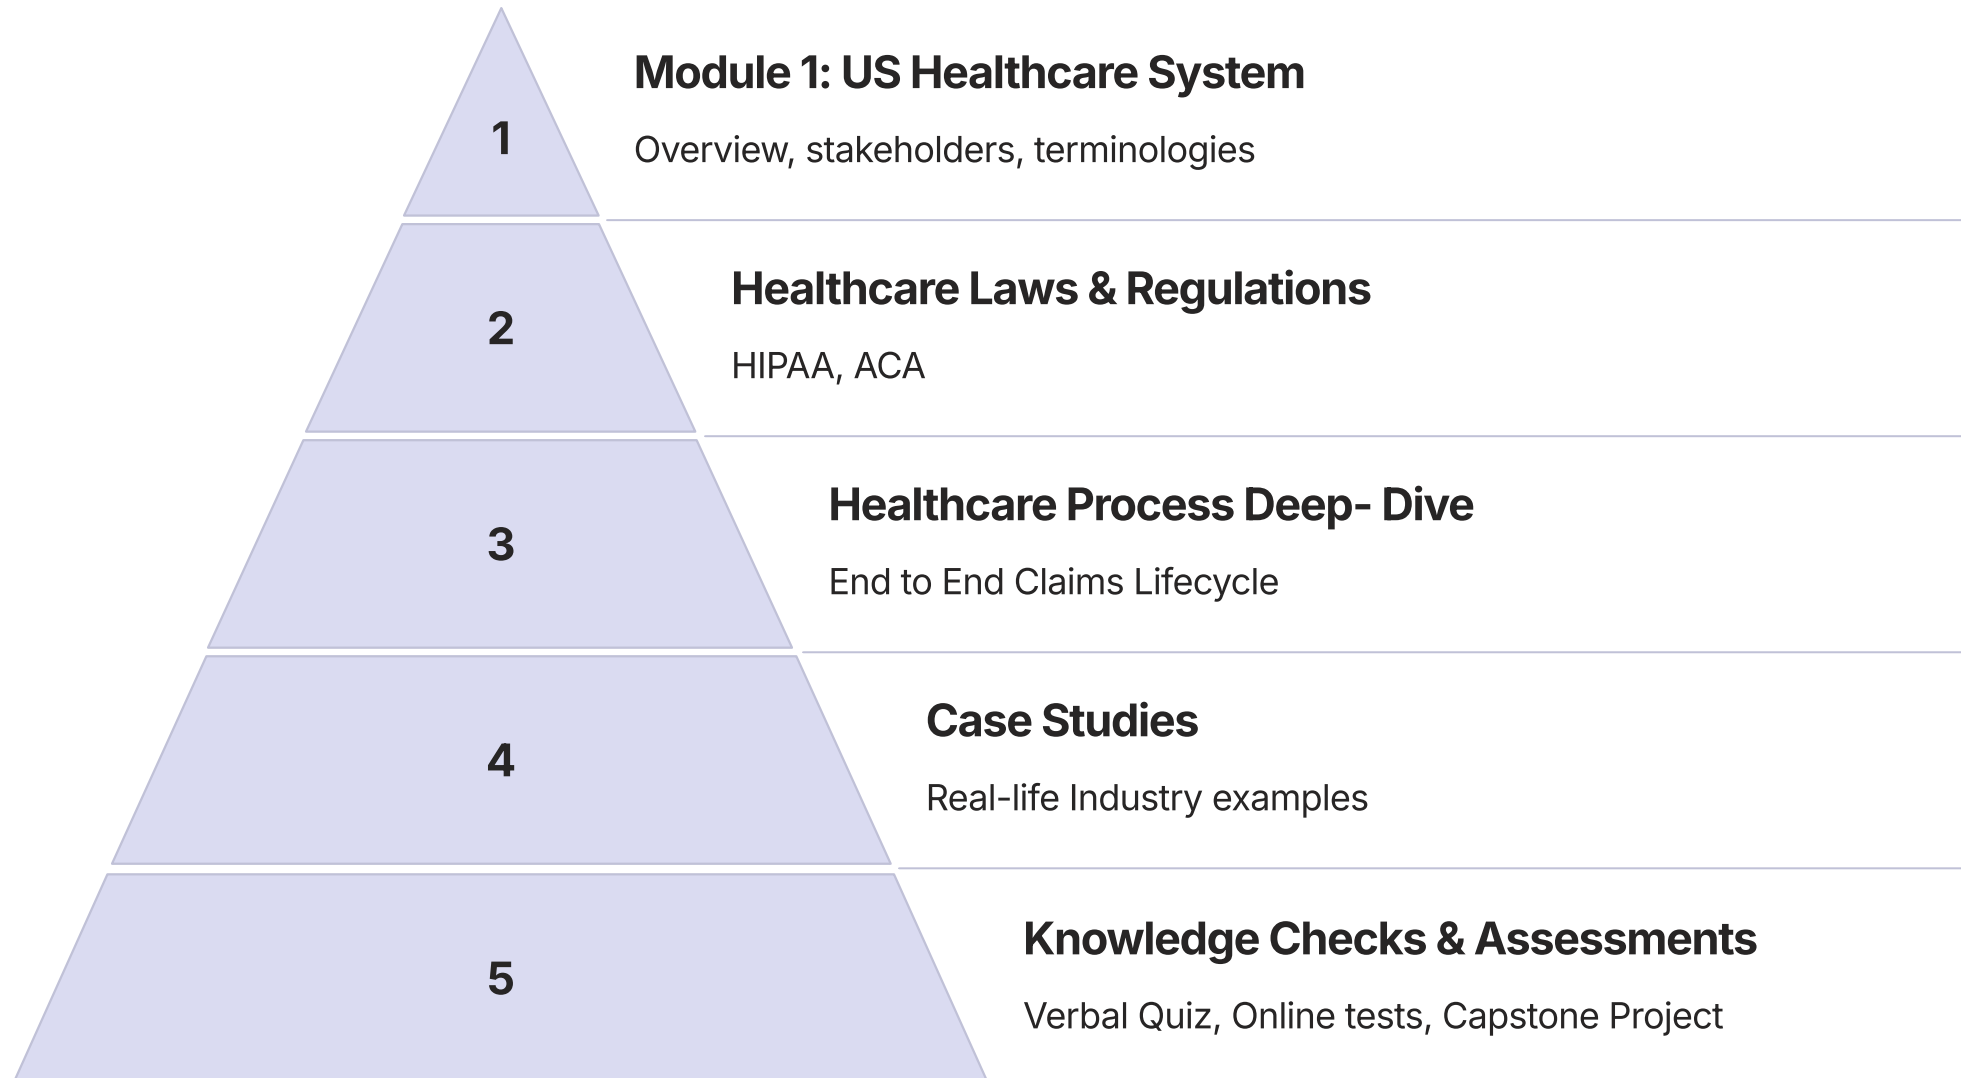 1
Module 1: US Healthcare System
Overview, stakeholders, terminologies
2
Healthcare Laws & Regulations
HIPAA, ACA
3
Healthcare Process Deep- Dive
End to End Claims Lifecycle
4
Case Studies
Real-life Industry examples
5
Knowledge Checks & Assessments
Verbal Quiz, Online tests, Capstone Project